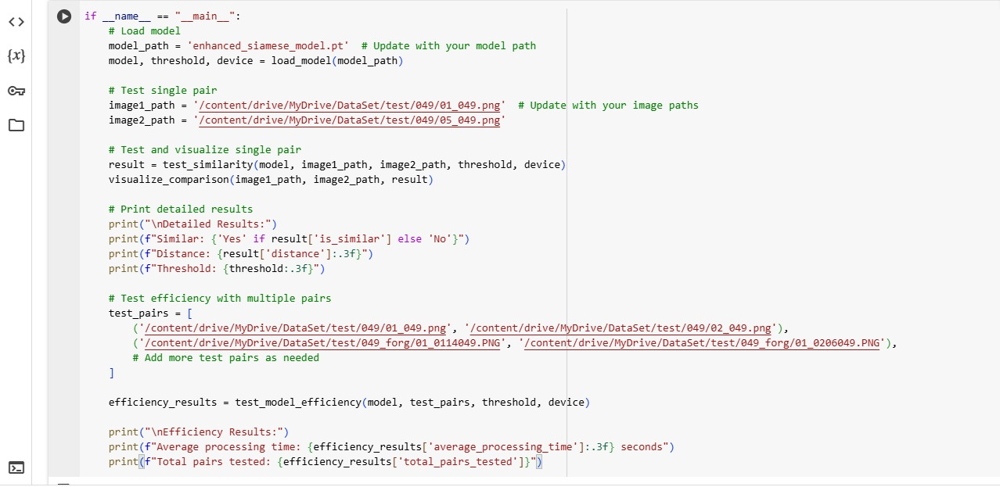 if __name__ == "__main__":
    # Load model
    model_path = 'enhanced_siamese_model.pt'  # Update with your model path
    model, threshold, device = load_model(model_path)

    # Test single pair
    image1_path = '/content/drive/MyDrive/DataSet/test/049/01_049.png'  # Update with your image paths
    image2_path = '/content/drive/MyDrive/DataSet/test/049/05_049.png'

    # Test and visualize single pair
    result = test_similarity(model, image1_path, image2_path, threshold, device)
    visualize_comparison(image1_path, image2_path, result)

    # Print detailed results
    print("\nDetailed Results:")
    print(f"Similar: {'Yes' if result['is_similar'] else 'No'}")
    print(f"Distance: {result['distance']:.3f}")
    print(f"Threshold: {threshold:.3f}")

    # Test efficiency with multiple pairs
    test_pairs = [
        ('/content/drive/MyDrive/DataSet/test/049/01_049.png', '/content/drive/MyDrive/DataSet/test/049/02_049.png'),
        ('/content/drive/MyDrive/DataSet/test/049_forg/01_0114049.PNG', '/content/drive/MyDrive/DataSet/test/049_forg/01_0206049.PNG'),
        # Add more test pairs as needed
    ]

    efficiency_results = test_model_efficiency(model, test_pairs, threshold, device)

    print("\nEfficiency Results:")
    print(f"Average processing time: {efficiency_results['average_processing_time']:.3f} seconds")
    print(f"Total pairs tested: {efficiency_results['total_pairs_tested']}")